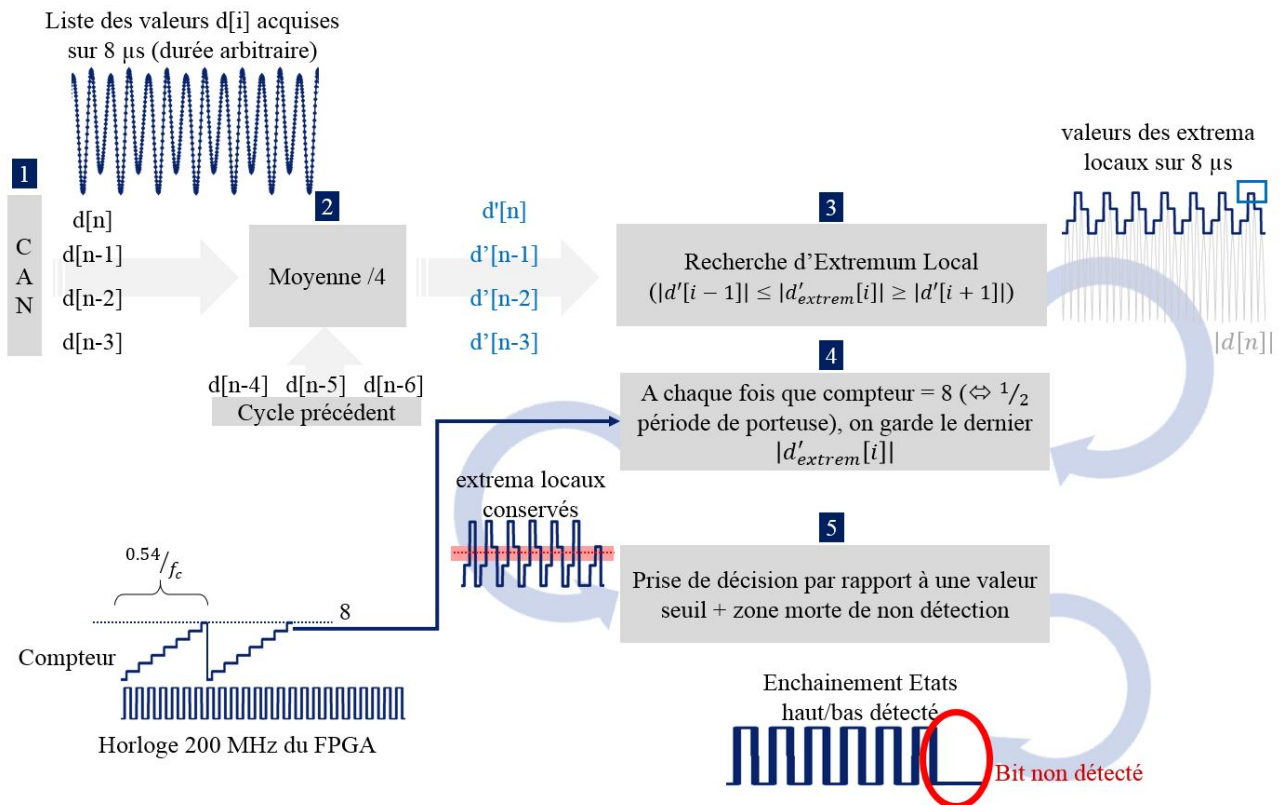 Liste des valeurs d[i] acquises
sur 8 µs (durée arbitraire)
1
C
A
N
d[n]
d[n-1]
d[n-2]
d[n-3]
2
Moyenne /4
d[n-4] d[n-5] d[n-6]
Cycle précédent
d'[n]
d’[n-1]
d’[n-2]
d’[n-3]
3
Recherche d’Extremum Local
(|d'[i − 1]| ≤ |d'extrem[i]| ≥ |d'[i + 1]|)
valeurs des extrema
locaux sur 8 µs
|d[n]|
4
A chaque fois que compteur = 8 (⇔ 1/2
période de porteuse), on garde le dernier
|d'extrem[i]|
extrema locaux
conservés
5
Prise de décision par rapport à une valeur
seuil + zone morte de non détection
0.54/fc
8
Compteur
Horloge 200 MHz du FPGA
Enchainement Etats
haut/bas détecté
Bit non détecté